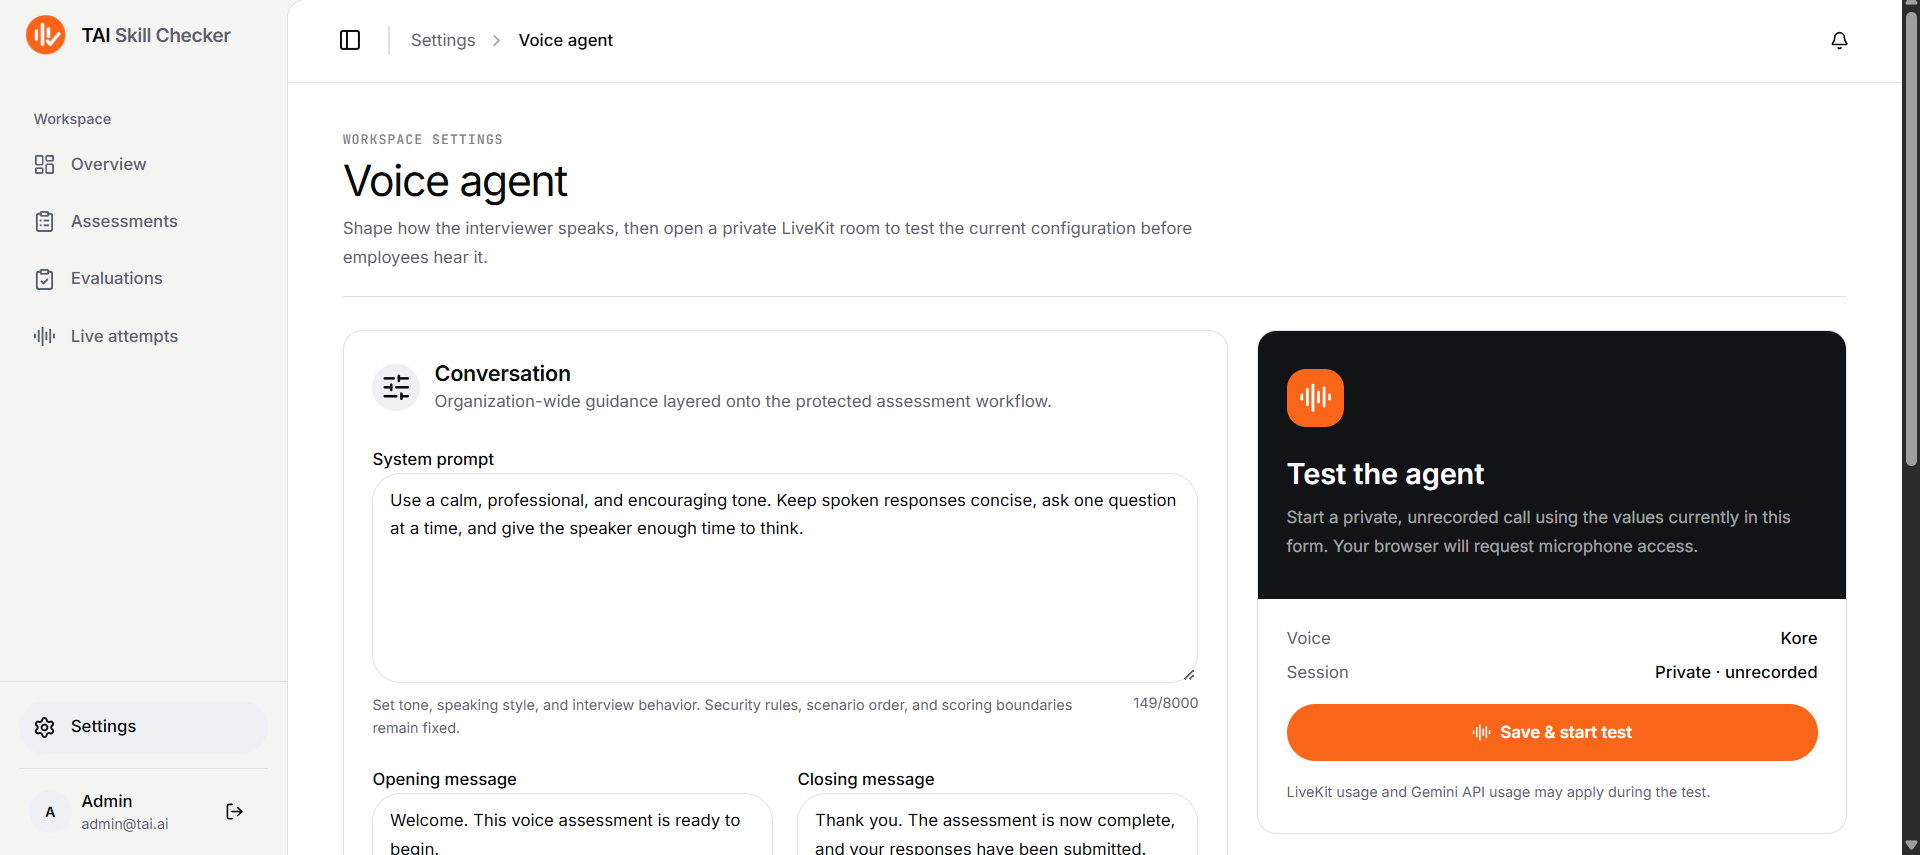 TAI Skill Checker
Workspace
Overview
Assessments
Evaluations
Live attempts
Settings
A
Admin
admin@tai.ai
Settings
Voice agent
WORKSPACE SETTINGS
Voice agent
Shape how the interviewer speaks, then open a private LiveKit room to test the current configuration before
employees hear it.
Conversation
Organization-wide guidance layered onto the protected assessment workflow.
System prompt
Use a calm, professional, and encouraging tone. Keep spoken responses concise, ask one question
at a time, and give the speaker enough time to think.
Set tone, speaking style, and interview behavior. Security rules, scenario order, and scoring boundaries
remain fixed.
149/8000
Opening message
Welcome. This voice assessment is ready to
begin.
Closing message
Thank you. The assessment is now complete,
and your responses have been submitted.
Test the agent
Start a private, unrecorded call using the values currently in this
form. Your browser will request microphone access.
Voice
Kore
Session
Private · unrecorded
Save & start test
LiveKit usage and Gemini API usage may apply during the test.